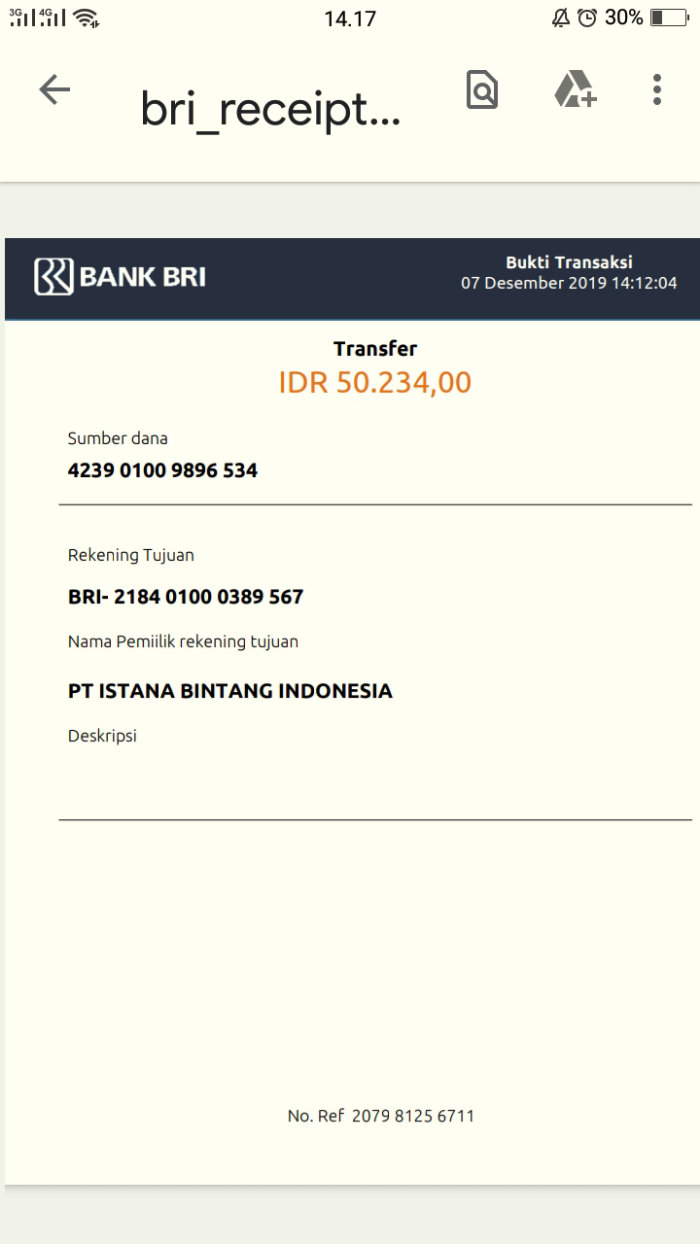 3G 4G 14.17 30%
bri_receipt...
BANK BRI
Bukti Transaksi
07 Desember 2019 14:12:04
Transfer
IDR 50.234,00
Sumber dana
4239 0100 9896 534
Rekening Tujuan
BRI- 2184 0100 0389 567
Nama Pemiilik rekening tujuan
PT ISTANA BINTANG INDONESIA
Deskripsi
No. Ref 2079 8125 6711